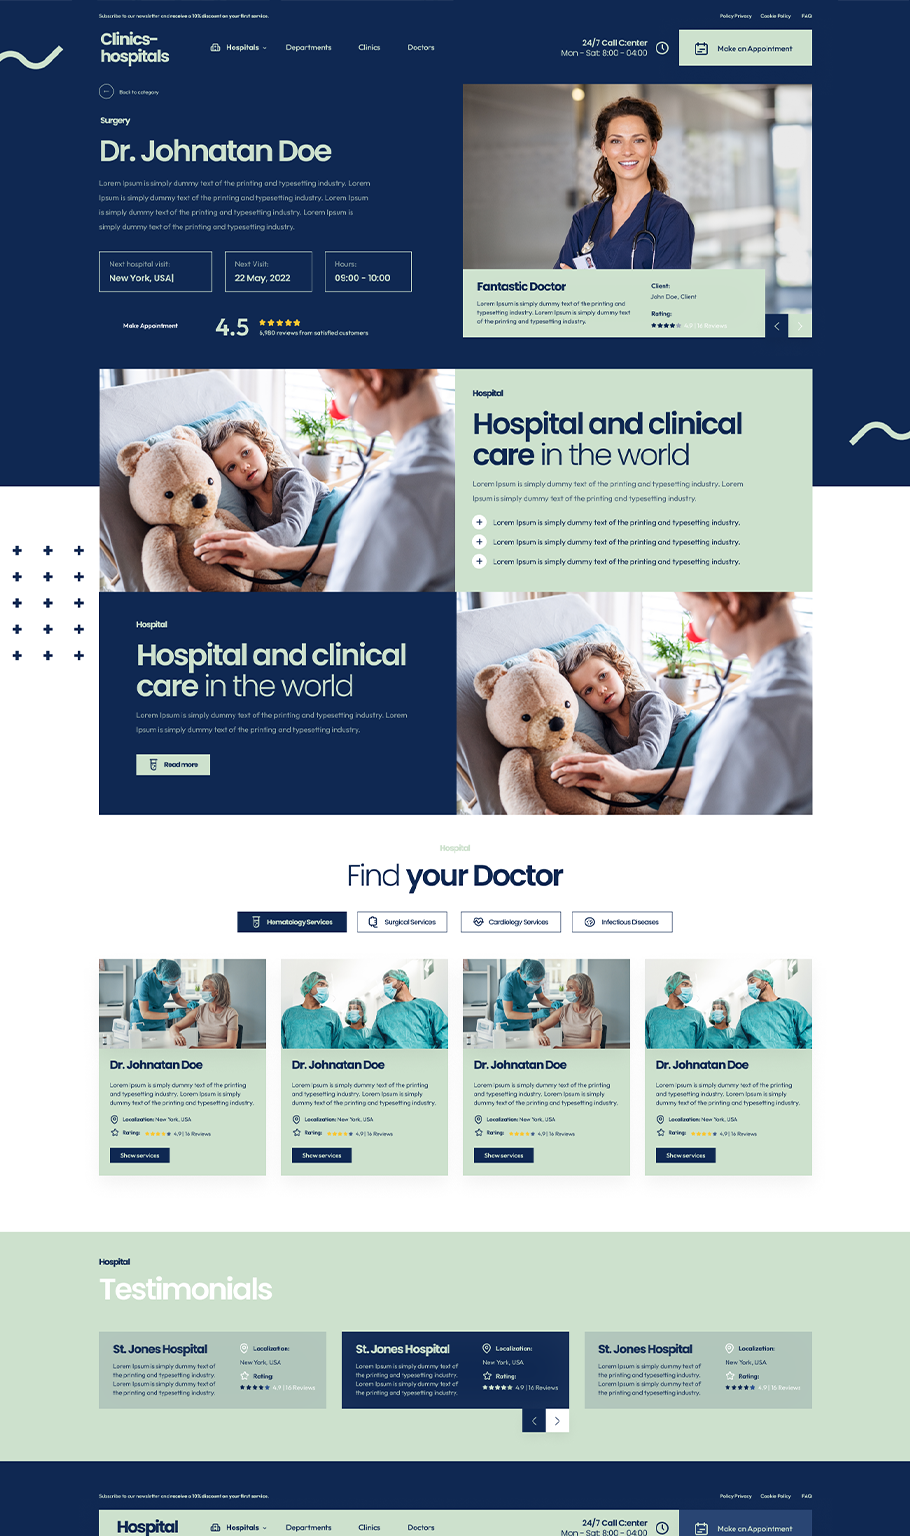 Subscribe to our newsletter and receive a 10% discount on your first service.
Policy Privacy Cookie Policy FAQ
Clinics-
hospitals
Hospitals Departments Clinics Doctors
24/7 Call C:enter
Mon - Sat: 8:00 - 04:00
Make an Appointment
Back to category
Surgery
Dr. Johnatan Doe
Lorem Ipsum is simply dummy text of the printing and typesetting industry. Lorem
Ipsum is simply dummy text of the printing and typesetting industry. Lorem Ipsum
is simply dummy text of the printing and typesetting industry. Lorem Ipsum is
simply dummy text of the printing and typesetting industry.
Next hospital visit:
New York, USA|
Next Visit:
22 May, 2022
Hours:
09:00 - 10:00
Make Appointment
4.5
6,980 reviews from satisfied customers
Fantastic Doctor
Lorem Ipsum is simply dummy text of the printing and
typesetting industry. Lorem Ipsum is simply dummy text
of the printing and typesetting industry.
Client:
John Doe, Client
Rating:
4.9 | 16 Reviews
Hospital
Hospital and clinical
care in the world
Lorem Ipsum is simply dummy text of the printing and typesetting industry. Lorem
Ipsum is simply dummy text of the printing and typesetting industry.
Lorem Ipsum is simply dummy text of the printing and typesetting industry.
Lorem Ipsum is simply dummy text of the printing and typesetting industry.
Lorem Ipsum is simply dummy text of the printing and typesetting industry.
Hospital
Hospital and clinical
care in the world
Lorem Ipsum is simply dummy text of the printing and typesetting industry. Lorem
Ipsum is simply dummy text of the printing and typesetting industry.
Read more
Hospital
Find your Doctor
Hematology Services
Surgical Services
Cardiology Services
Infectious Diseases
Dr. Johnatan Doe
Lorem Ipsum is simply dummy text of the printing
and typesetting industry. Lorem Ipsum is simply
dummy text of the printing and typesetting industry.
Localization: New York, USA
Rating: 4.9 | 16 Reviews
Show services
Dr. Johnatan Doe
Lorem Ipsum is simply dummy text of the printing
and typesetting industry. Lorem Ipsum is simply
dummy text of the printing and typesetting industry.
Localization: New York, USA
Rating: 4.9 | 16 Reviews
Show services
Dr. Johnatan Doe
Lorem Ipsum is simply dummy text of the printing
and typesetting industry. Lorem Ipsum is simply
dummy text of the printing and typesetting industry.
Localization: New York, USA
Rating: 4.9 | 16 Reviews
Show services
Dr. Johnatan Doe
Lorem Ipsum is simply dummy text of the printing
and typesetting industry. Lorem Ipsum is simply
dummy text of the printing and typesetting industry.
Localization: New York, USA
Rating: 4.9 | 16 Reviews
Show services
Hospital
Testimonials
St. Jones Hospital
Lorem Ipsum is simply dummy text of
the printing and typesetting industry.
Lorem Ipsum is simply dummy text of
the printing and typesetting industry.
Localization:
New York, USA
Rating:
4.9 | 16 Reviews
St. Jones Hospital
Lorem Ipsum is simply dummy text of
the printing and typesetting industry.
Lorem Ipsum is simply dummy text of
the printing and typesetting industry.
Localization:
New York, USA
Rating:
4.9 | 16 Reviews
St. Jones Hospital
Lorem Ipsum is simply dummy text of
the printing and typesetting industry.
Lorem Ipsum is simply dummy text of
the printing and typesetting industry.
Localization:
New York, USA
Rating:
4.9 | 16 Reviews
Subscribe to our newsletter and receive a 10% discount on your first service.
Policy Privacy Cookie Policy FAQ
Hospital
Hospitals Departments Clinics Doctors
24/7 Call C:enter
Mon - Sat: 8:00 - 04:00
Make an Appointment